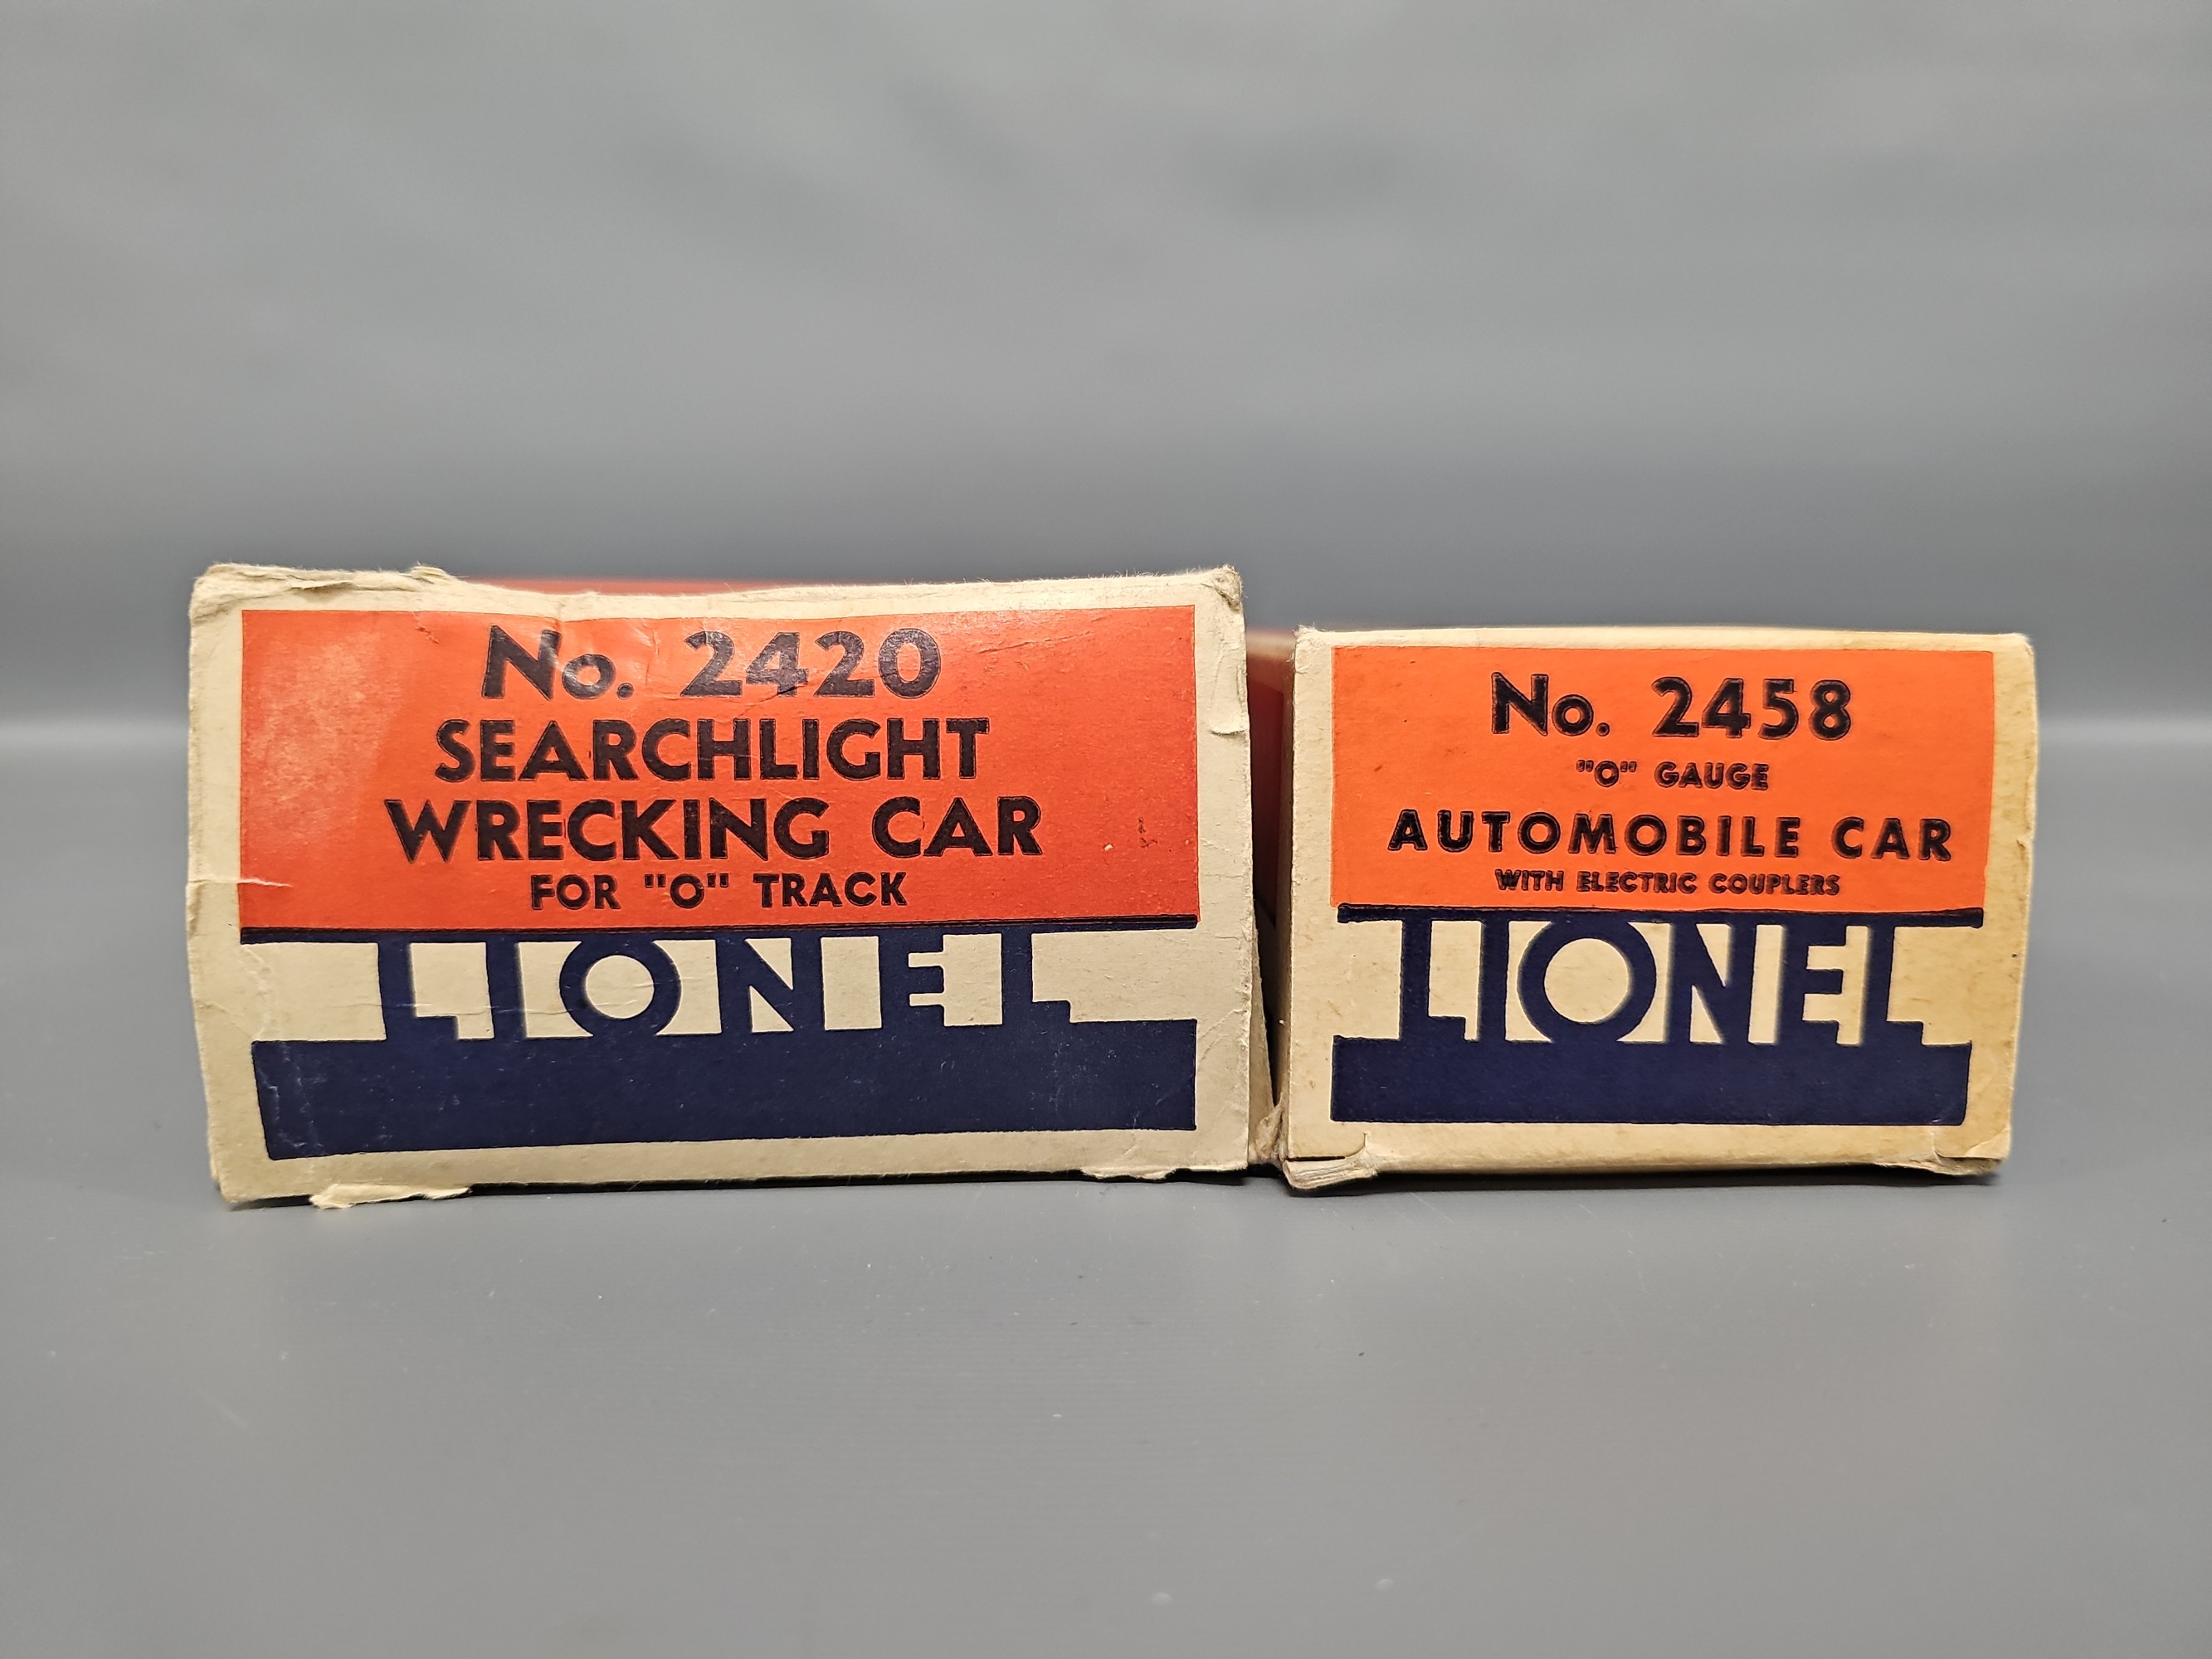 No. 2420
SEARCHLIGHT
WRECKING CAR
FOR "O" TRACK
LIONEL
No. 2458
"O" GAUGE
AUTOMOBILE CAR
WITH ELECTRIC COUPLERS
LIONEL